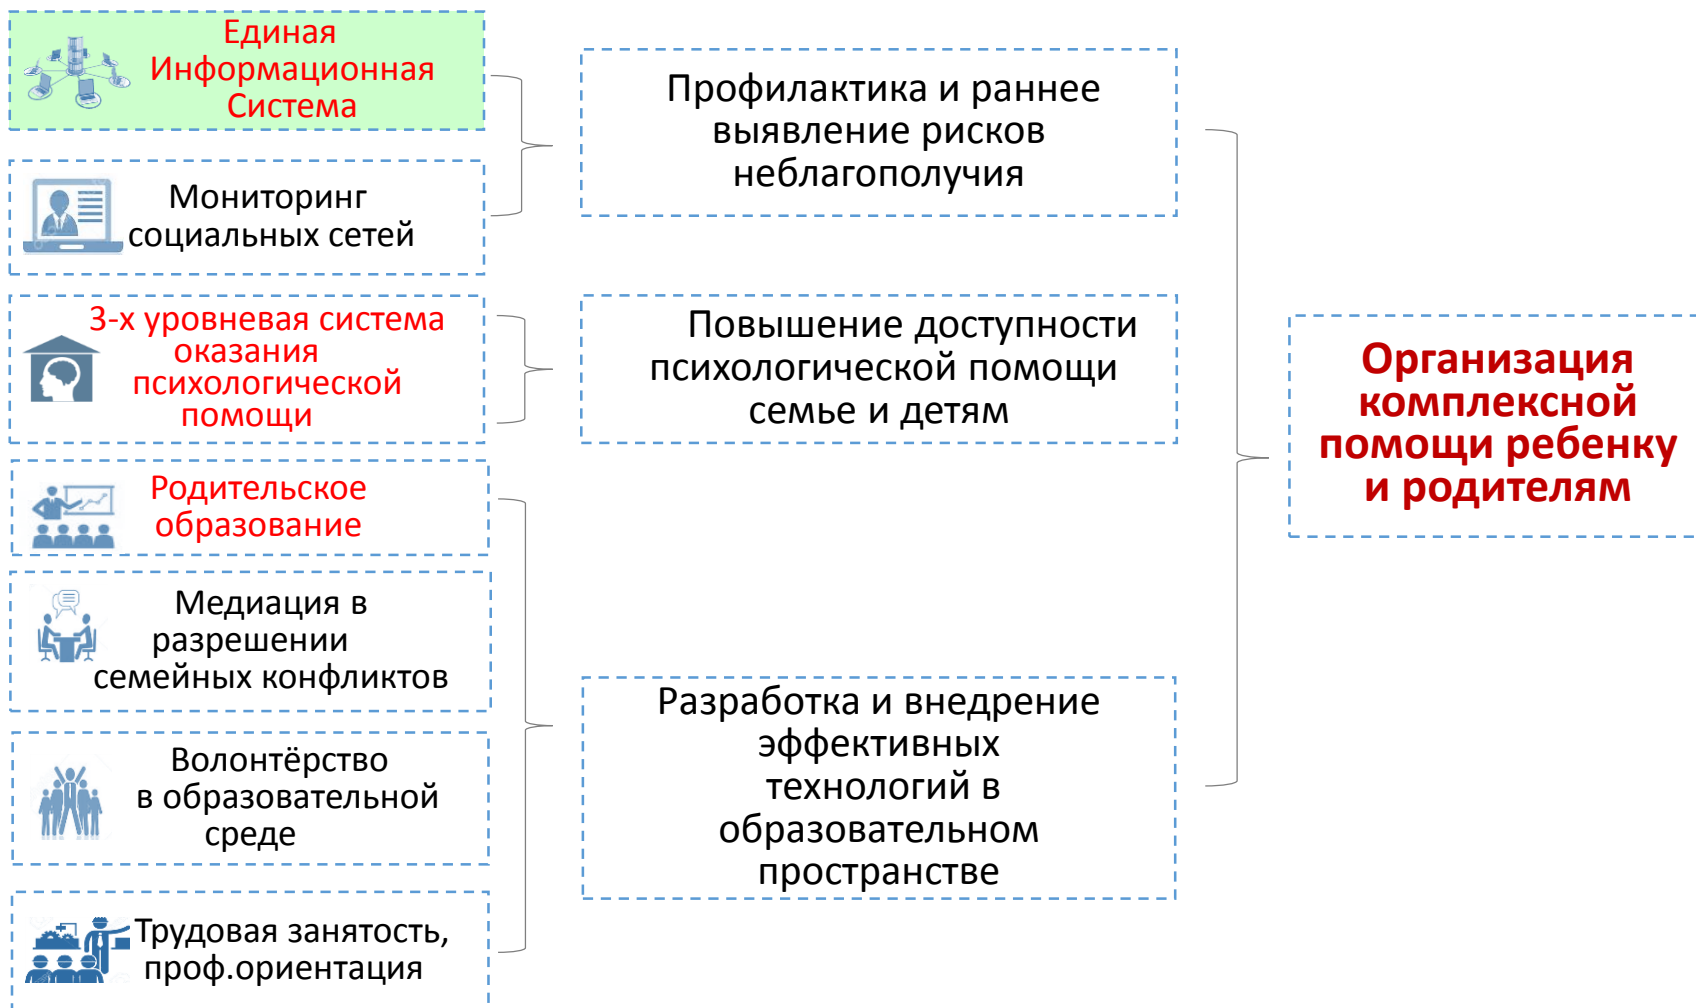 Единая
Информационная
Система
Мониторинг
социальных сетей
3-х уровневая система
оказания
психологической
помощи
Родительское
образование
Медиация в
разрешении
семейных конфликтов
Волонтёрство
в образовательной
среде
Трудовая занятость,
проф.ориентация
Профилактика и раннее
выявление рисков
неблагополучия
Повышение доступности
психологической помощи
семье и детям
Разработка и внедрение
эффективных
технологий в
образовательном
пространстве
Организация
комплексной
помощи ребенку
и родителям